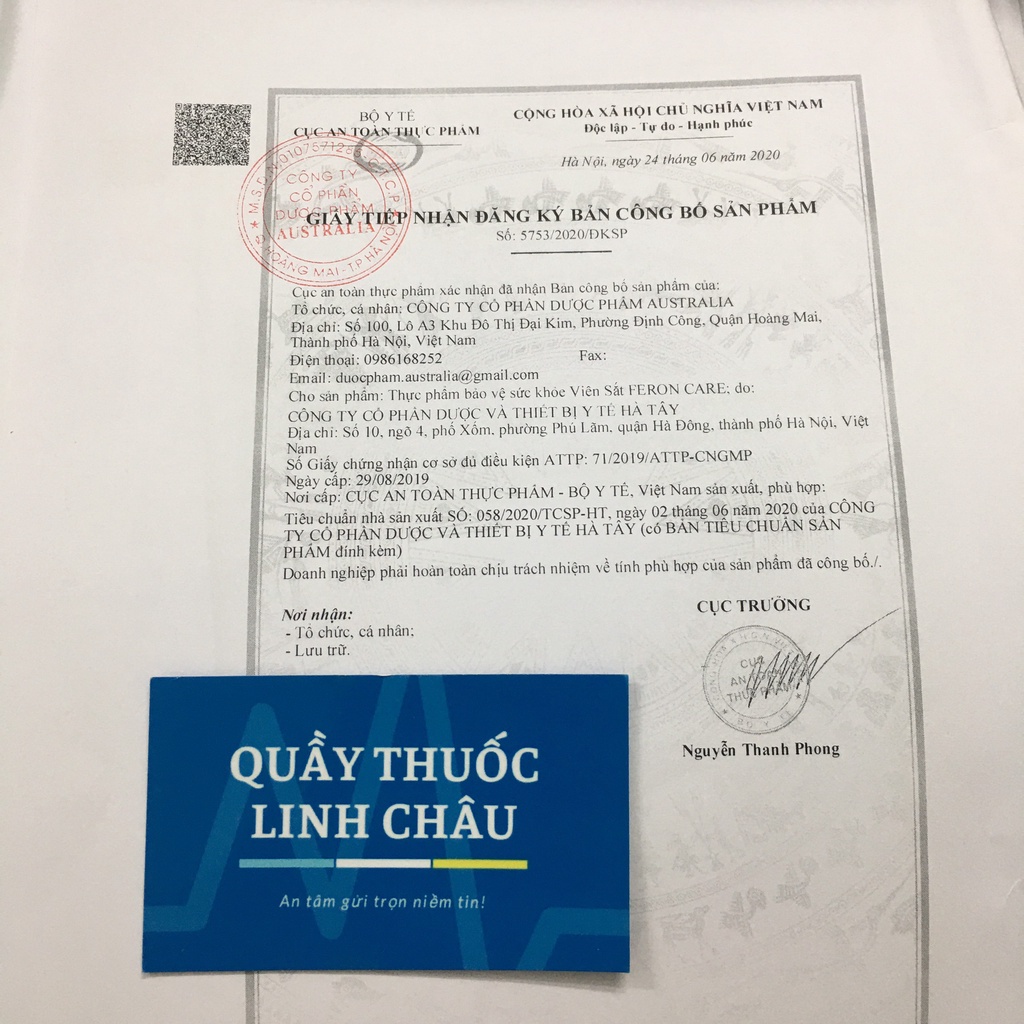 BỘ Y TẾ
CỤC AN TOÀN THỰC PHẨM
CỘNG HÒA XÃ HỘI CHỦ NGHĨA VIỆT NAM
Độc lập - Tự do - Hạnh phúc
Hà Nội, ngày 24 tháng 06 năm 2020
CÔNG TY
CỔ PHẦN
DƯỢC PHẨM
AUSTRALIA
HOÀNG MAI - TP HÀ NỘI
GIẤY TIẾP NHẬN ĐĂNG KÝ BẢN CÔNG BỐ SẢN PHẨM
Số: 5753/2020/ĐKSP
Cục an toàn thực phẩm xác nhận đã nhận Bản công bố sản phẩm của:
Tổ chức, cá nhân: CÔNG TY CỔ PHẦN DƯỢC PHẨM AUSTRALIA
Địa chỉ: Số 100, Lô A3 Khu Đô Thị Đại Kim, Phường Định Công, Quận Hoàng Mai,
Thành phố Hà Nội, Việt Nam
Điện thoại: 0986168252 Fax:
Email: duocpham.australia@gmail.com
Cho sản phẩm: Thực phẩm bảo vệ sức khỏe Viên Sắt FERON CARE; do:
CÔNG TY CỔ PHẦN DƯỢC VÀ THIẾT BỊ Y TẾ HÀ TÂY
Địa chỉ: Số 10, ngõ 4, phố Xốm, phường Phú Lãm, quận Hà Đông, thành phố Hà Nội, Việt
Nam
Số Giấy chứng nhận cơ sở đủ điều kiện ATTP: 71/2019/ATTP-CNGMP
Ngày cấp: 29/08/2019
Nơi cấp: CỤC AN TOÀN THỰC PHẨM - BỘ Y TẾ, Việt Nam sản xuất, phù hợp:
Tiêu chuẩn nhà sản xuất SỐ: 058/2020/TCSP-HT, ngày 02 tháng 06 năm 2020 của CÔNG
TY CỔ PHẦN DƯỢC VÀ THIẾT BỊ Y TẾ HÀ TÂY (có BẢN TIÊU CHUẨN SẢN
PHẨM đính kèm)
Doanh nghiệp phải hoàn toàn chịu trách nhiệm về tính phù hợp của sản phẩm đã công bố./.
Nơi nhận:
- Tổ chức, cá nhân;
- Lưu trữ.
CỤC TRƯỞNG
CỤC
AN TOÀN
THỰC PHẨM
BỘ Y TẾ
Nguyễn Thanh Phong
QUẦY THUỐC
LINH CHÂU
An tâm gửi trọn niềm tin!